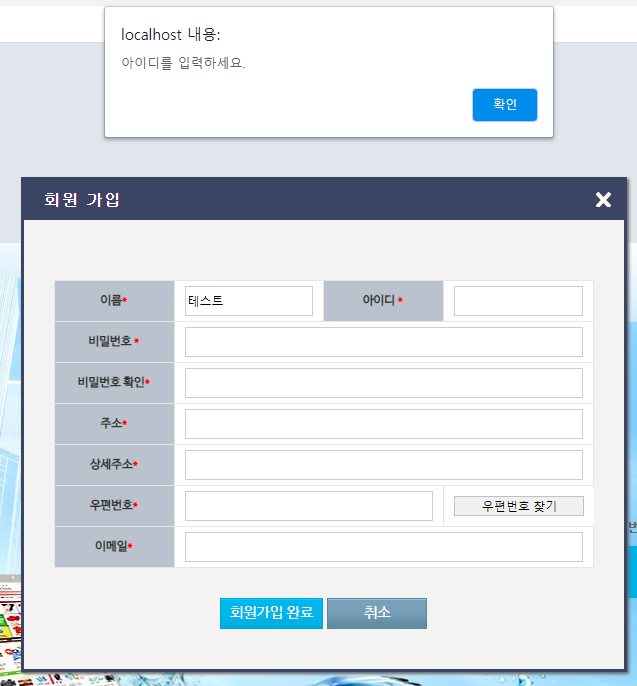 localhost 내용:
아이디를 입력하세요.
확인
회원 가입
이름* 테스트 아이디 *
비밀번호 *
비밀번호 확인*
주소*
상세주소*
우편번호* 우편번호 찾기
이메일*
회원가입 완료 취소